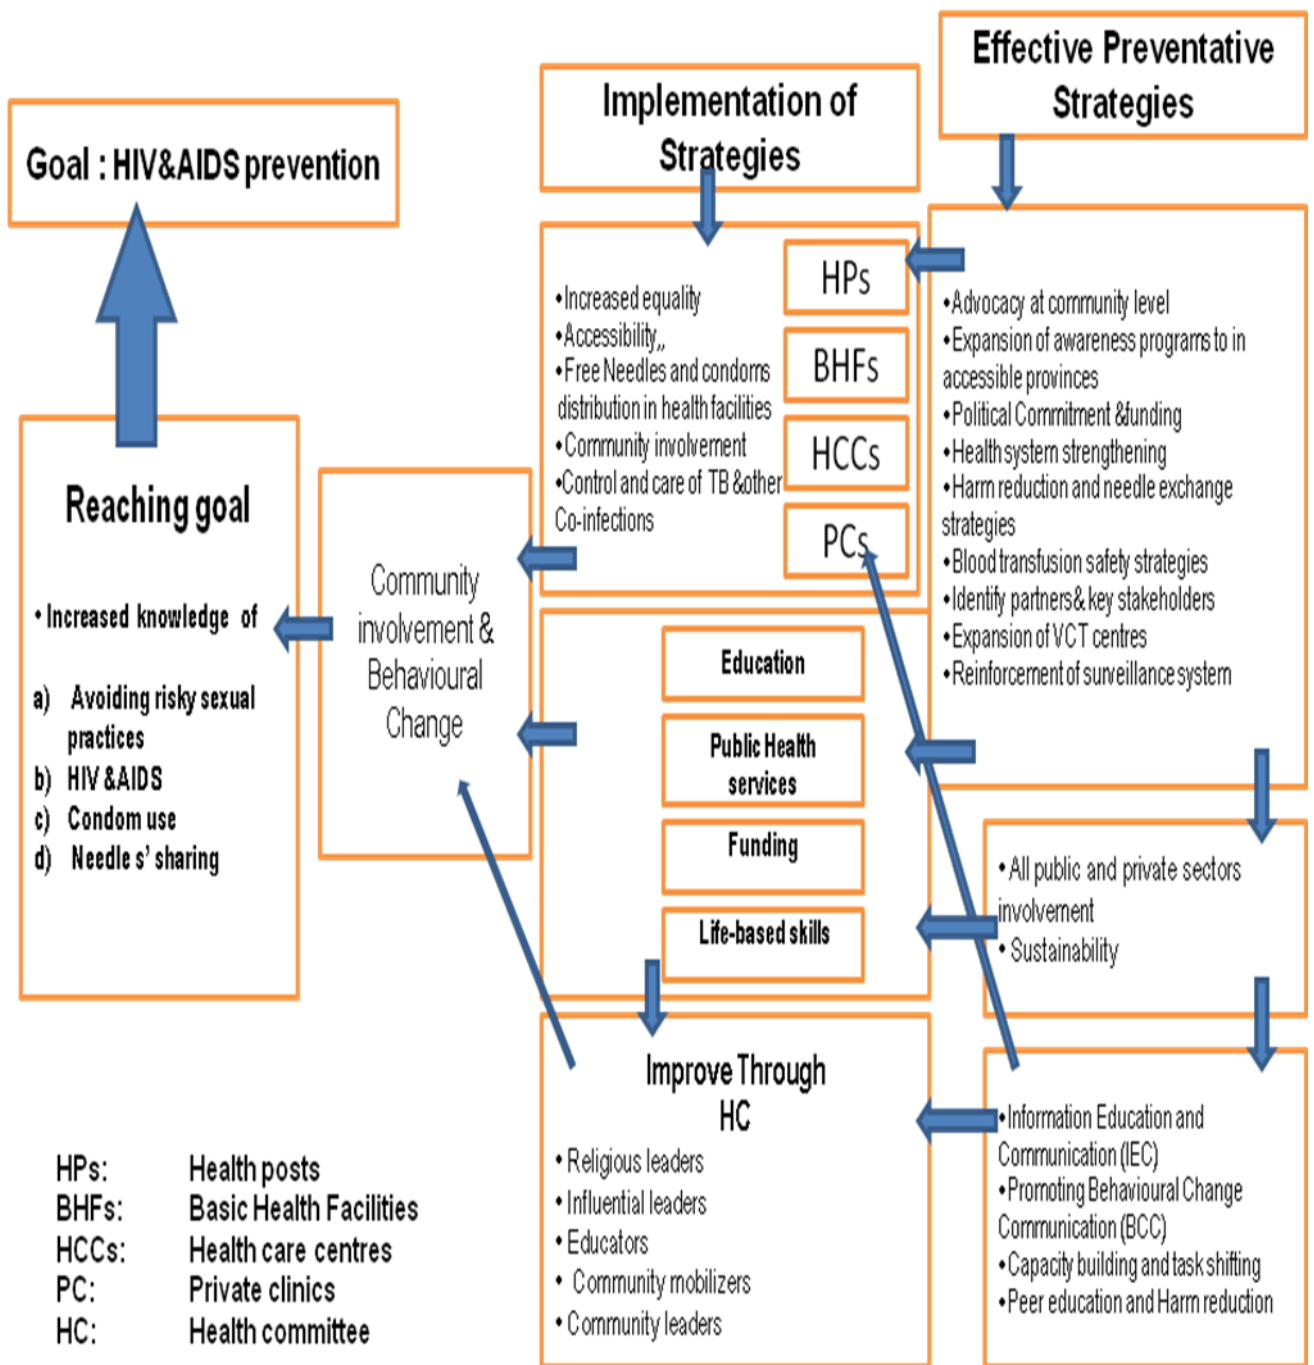 Goal : HIV&AIDS prevention
Implementation of
Strategies
Effective Preventative
Strategies
•Increased equality
•Accessibility,,
•Free Needles and condoms
distribution in health facilities
•Community involvement
•Control and care of TB &other
Co-infections
HPs
BHFs
HCCs
PCs
•Advocacy at community level
•Expansion of awareness programs to in
accessible provinces
•Political Commitment &funding
•Health system strengthening
•Harm reduction and needle exchange
strategies
•Blood transfusion safety strategies
•Identify partners& key stakeholders
•Expansion of VCT centres
•Reinforcement of surveillance system
Reaching goal
• Increased knowledge of
a) Avoiding risky sexual
practices
b) HIV &AIDS
c) Condom use
d) Needle s' sharing
Community
involvement &
Behavioural
Change
Education
Public Health
services
Funding
Life-based skills
• All public and private sectors
involvement
• Sustainability
Improve Through
HC
• Religious leaders
• Influential leaders
• Educators
• Community mobilizers
• Community leaders
•Information Education and
Communication (IEC)
•Promoting Behavioural Change
Communication (BCC)
•Capacity building and task shifting
•Peer education and Harm reduction
HPs: Health posts
BHFs: Basic Health Facilities
HCCs: Health care centres
PC: Private clinics
HC: Health committee